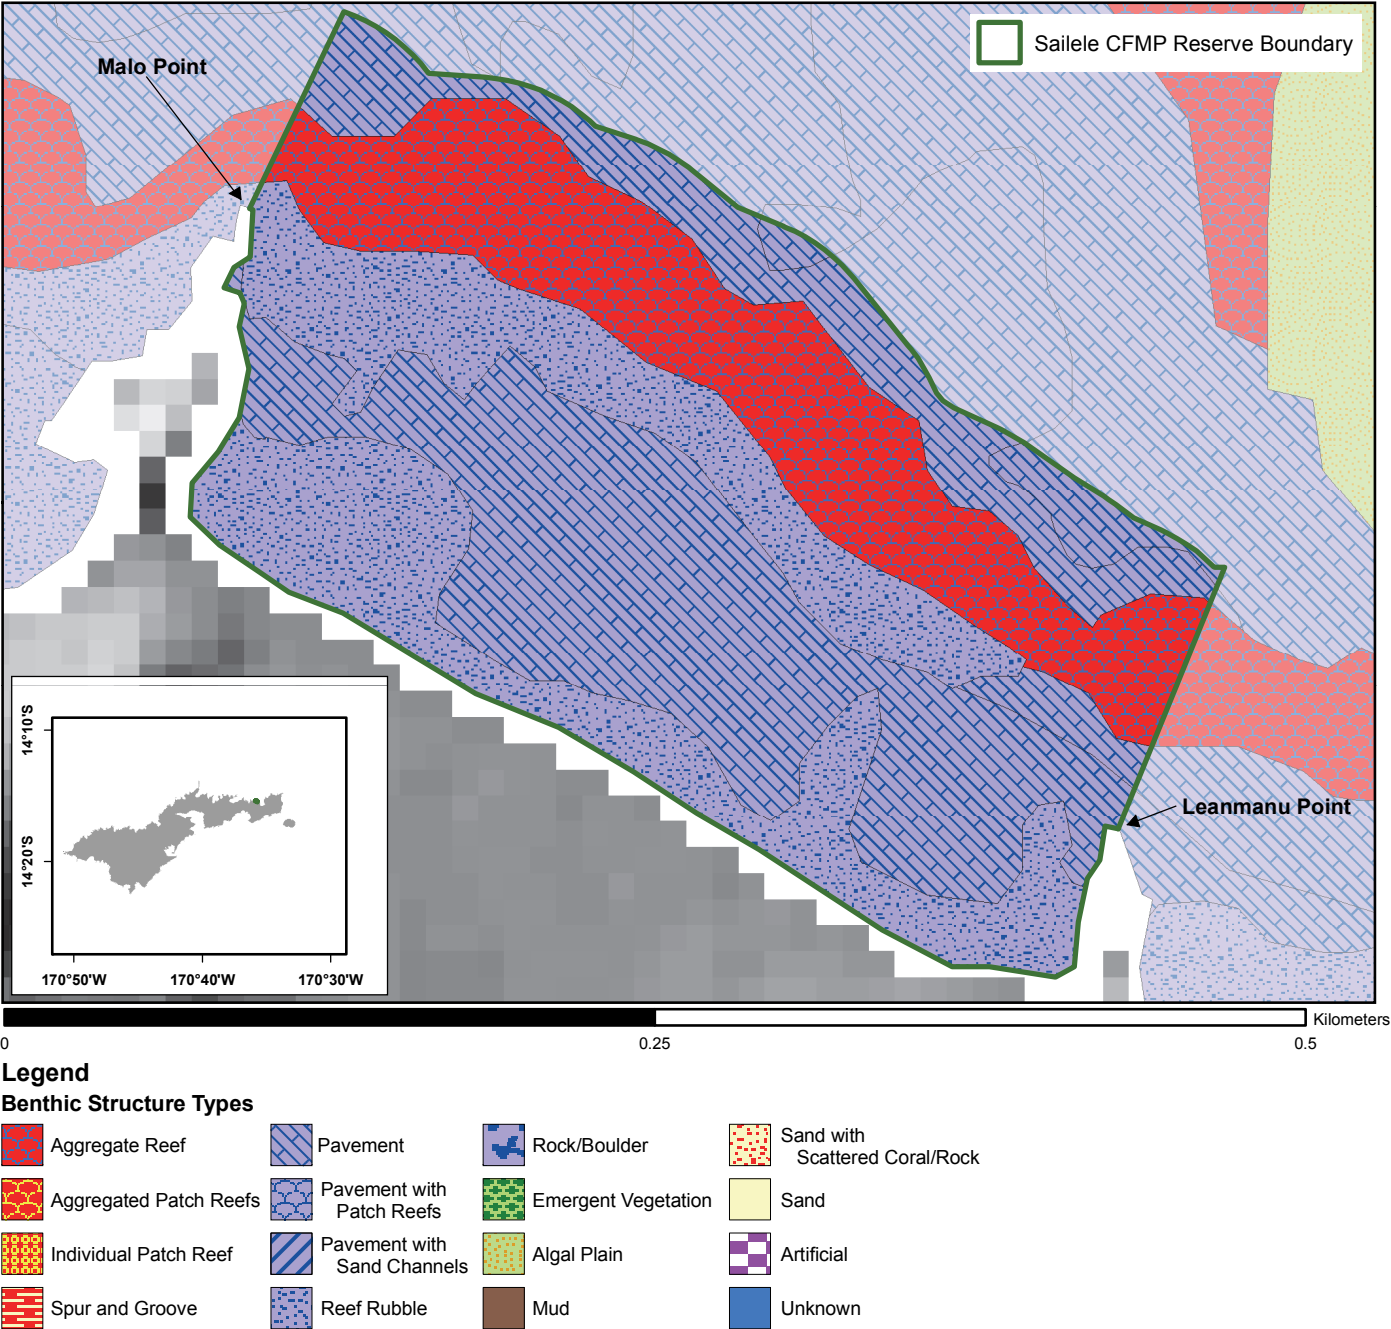 Sailele CFMP Reserve Boundary
Malo Point
Leanmanu Point
14°10'S
14°20'S
170°50'W
170°40'W
170°30'W
Kilometers
0
0.25
0.5
Legend
Benthic Structure Types
Aggregate Reef
Aggregated Patch Reefs
Individual Patch Reef
Spur and Groove
Pavement
Pavement with
Patch Reefs
Pavement with
Sand Channels
Reef Rubble
Rock/Boulder
Emergent Vegetation
Algal Plain
Mud
Sand with
Scattered Coral/Rock
Sand
Artificial
Unknown